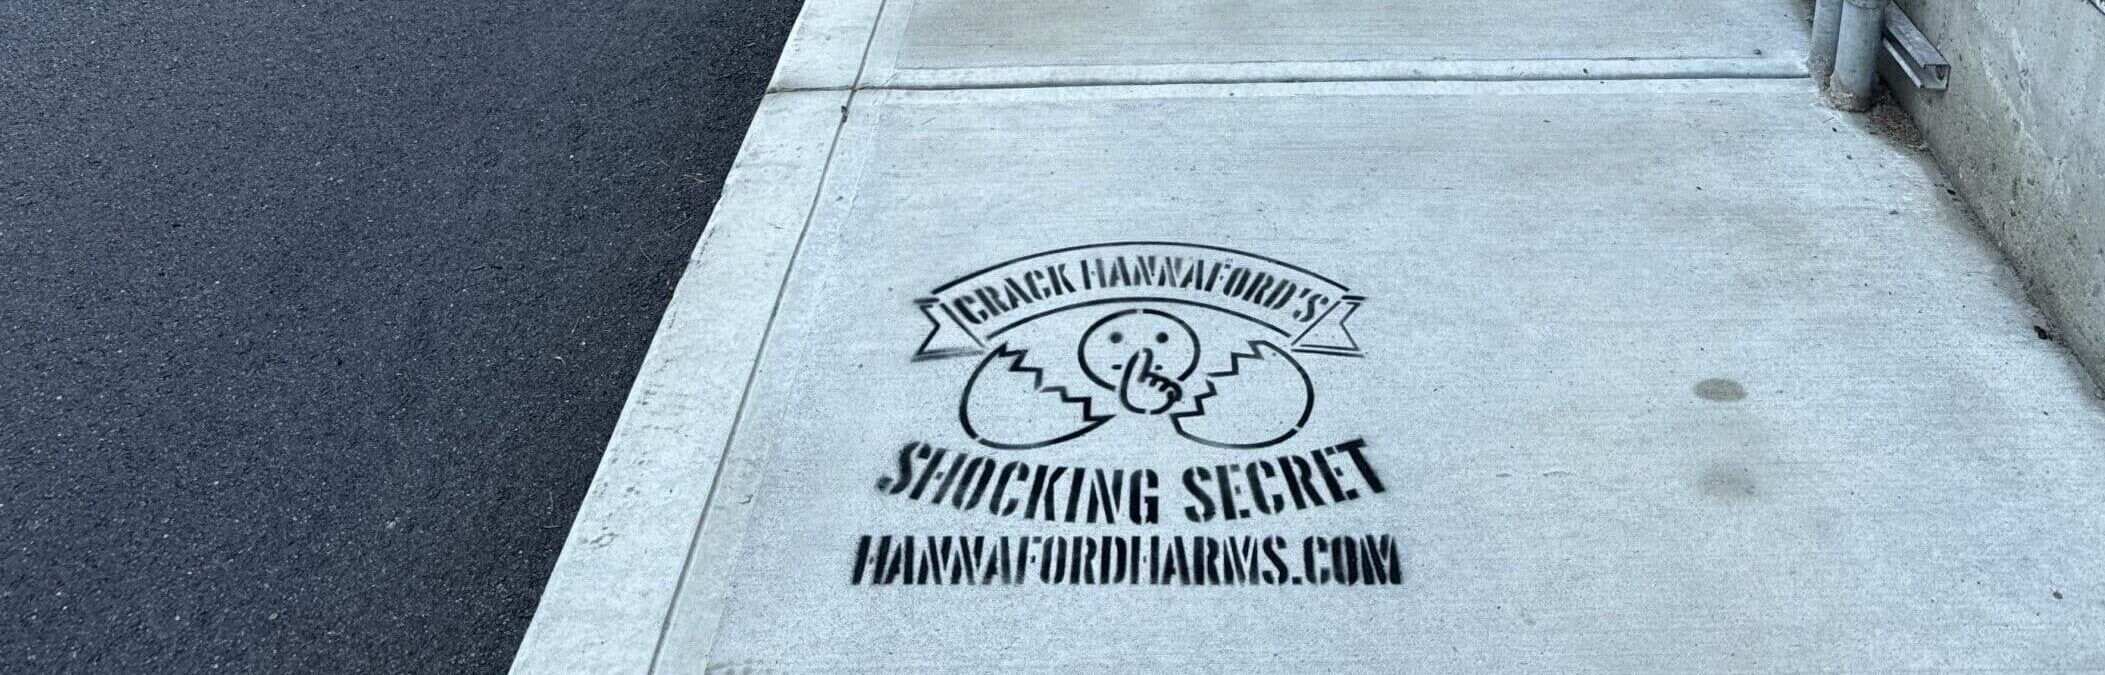 CRACK HANNAFORD'S
SHOCKING SECRET
HANNAFORDHARMS.COM